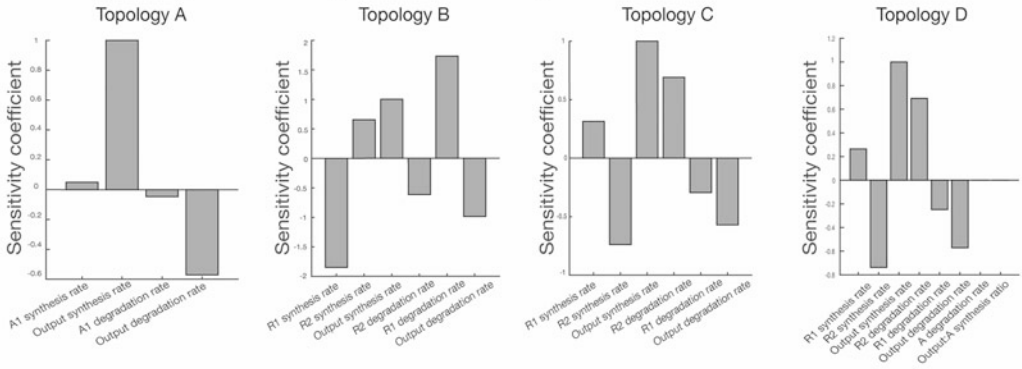 Topology A
Sensitivity coefficient
1
0.8
0.6
0.4
0.2
0
-0.2
-0.4
-0.6
A1 synthesis rate
Output synthesis rate
A1 degradation rate
Output degradation rate
Topology B
Sensitivity coefficient
2
1.5
1
0.5
0
-0.5
-1
-1.5
-2
R1 synthesis rate
R2 synthesis rate
Output synthesis rate
R2 degradation rate
R1 degradation rate
Output degradation rate
Topology C
Sensitivity coefficient
1
0.5
0
-0.5
-1
R1 synthesis rate
R2 synthesis rate
Output synthesis rate
R2 degradation rate
R1 degradation rate
Output degradation rate
Topology D
Sensitivity coefficient
1.2
1
0.8
0.6
0.4
0.2
0
-0.2
-0.4
-0.6
-0.8
R1 synthesis rate
R2 synthesis rate
Output synthesis rate
R2 degradation rate
R1 degradation rate
Output degradation rate
A degradation rate
Output:A synthesis ratio